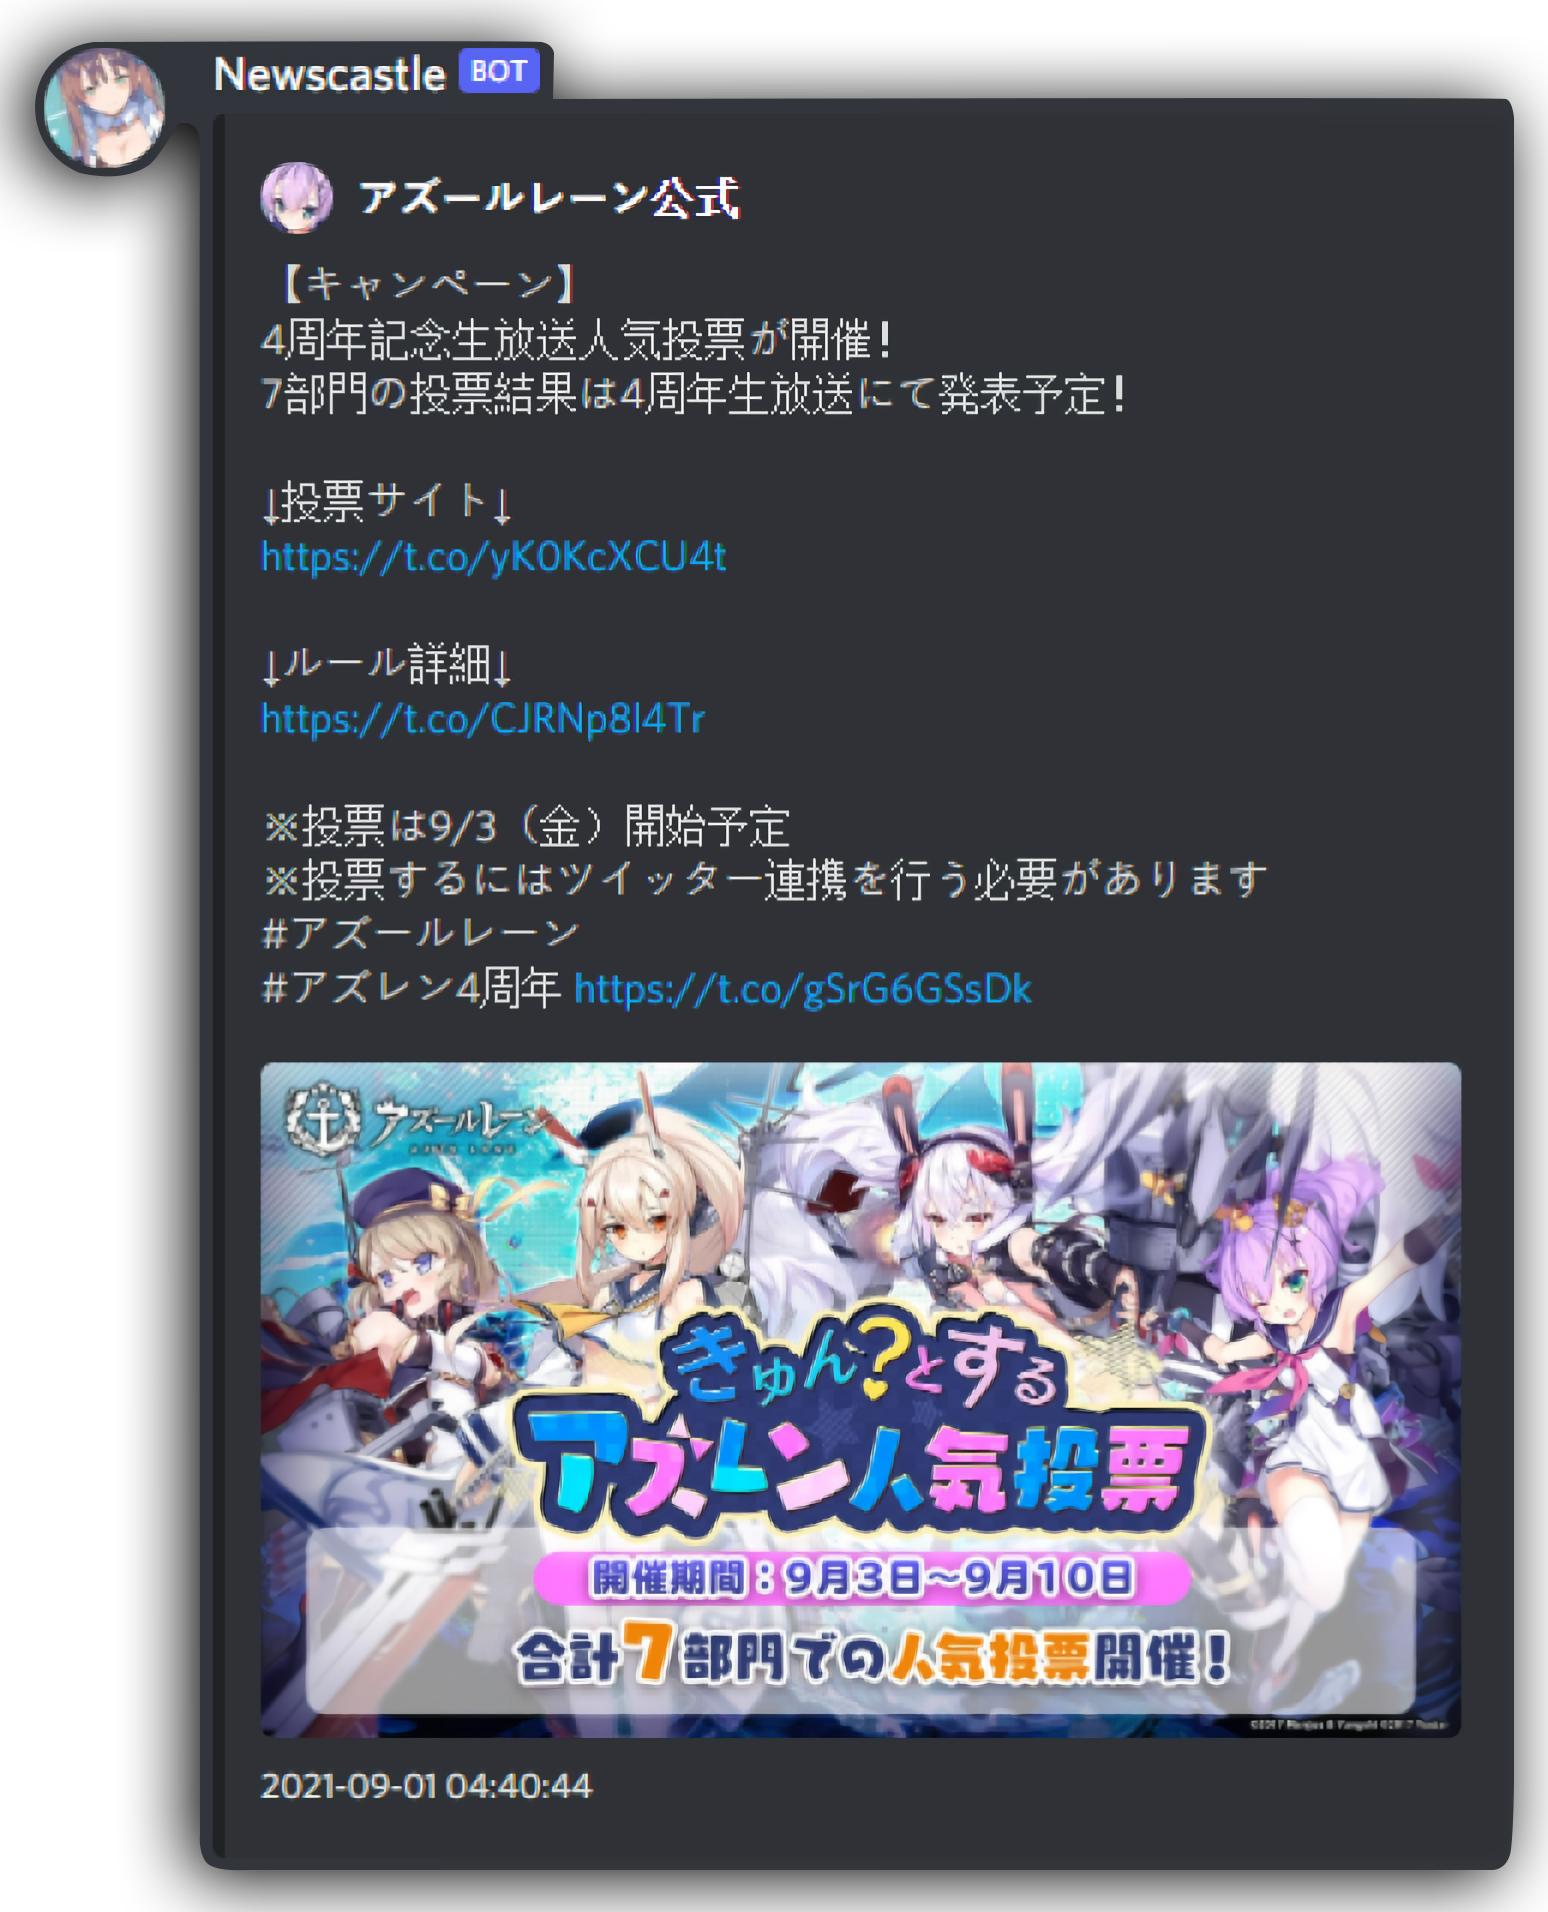 Newscastle BOT
アズールレーン公式
【キャンペーン】
4周年記念生放送人気投票が開催！
7部門の投票結果は4周年生放送にて発表予定！
↓投票サイト↓
https://t.co/yK0KcXCU4t
↓ルール詳細↓
https://t.co/CJRNp8l4Tr
※投票は9/3（金）開始予定
※投票するにはツイッター連携を行う必要があります
#アズールレーン
#アズレン4周年 https://t.co/gSrG6GSsDk
アズールレーン
きゅん?とする
アズレン人気投票
開催期間：9月3日～9月10日
合計7部門での人気投票開催！
2021-09-01 04:40:44